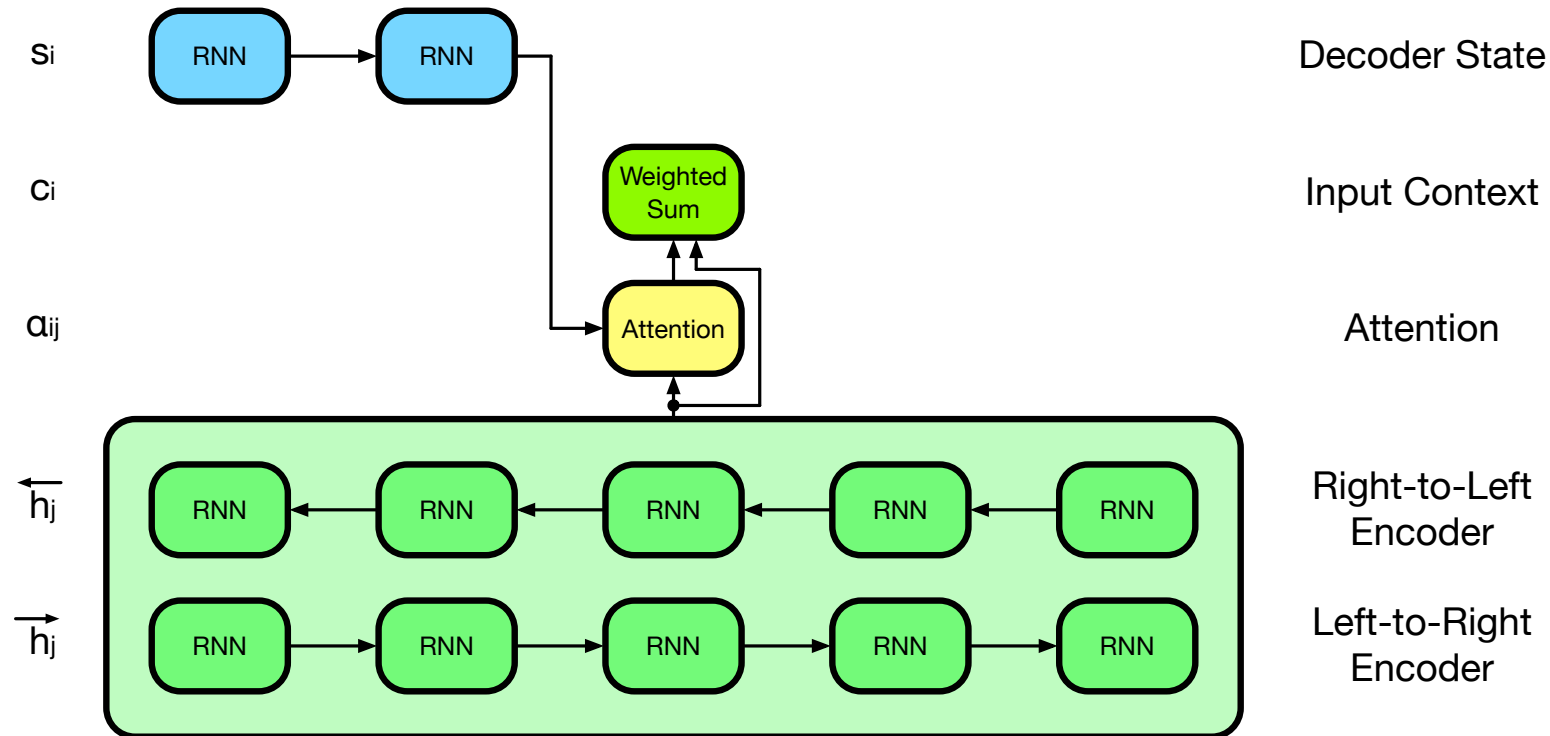 si RNN RNN Decoder State
ci Weighted Sum Input Context
αij Attention Attention
hj RNN RNN RNN RNN RNN Right-to-Left Encoder
hj RNN RNN RNN RNN RNN Left-to-Right Encoder